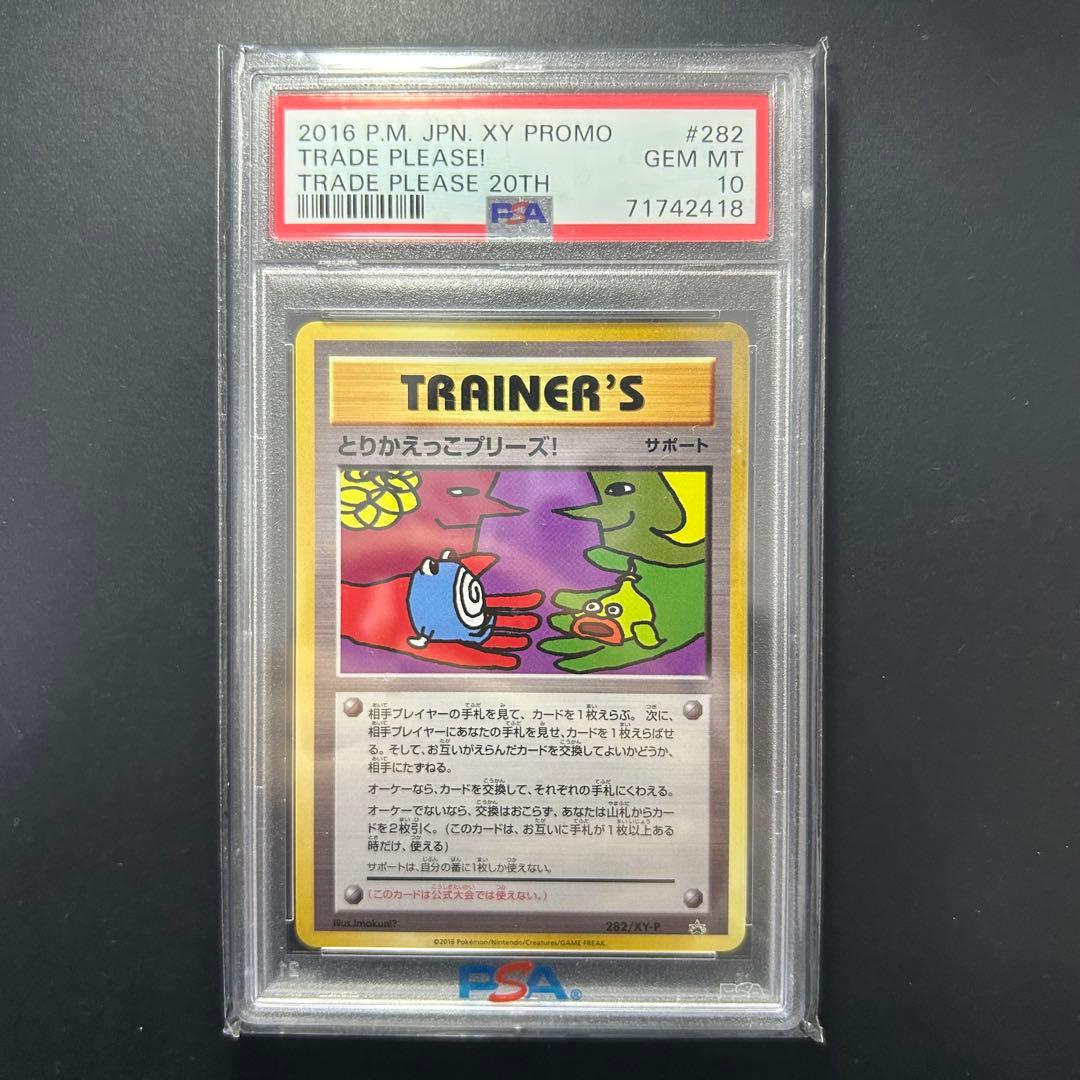 2016 P.M. JPN. XY PROMO #282
TRADE PLEASE! GEM MT
TRADE PLEASE 20TH 10
PSA 71742418
TRAINER'S
とりかえっこプリーズ! サポート
相手プレイヤーの手札を見て、カードを1枚えらぶ。次に、
相手プレイヤーにあなたの手札を見せ、カードを1枚えらばせ
る。そして、お互いがえらんだカードを交換してよいかどうか、
相手にたずねる。
オーケーなら、カードを交換して、それぞれの手札にくわえる。
オーケーでないなら、交換はおこらず、あなたは山札からカー
ドを2枚引く。(このカードは、お互いに手札が1枚以上ある
時だけ、使える)
サポートは、自分の番に1枚しか使えない。
(このカードは公式大会では使えない。)
Illus.Imakuni? 282/XY-P
©2016 Pokémon/Nintendo/Creatures/GAME FREAK.
PSA®
PSA